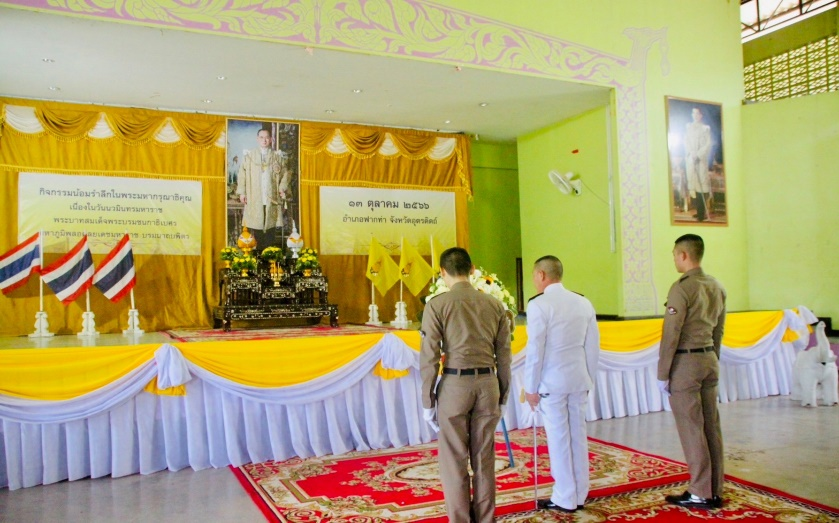 กิจกรรมน้อมรำลึกในพระมหากรุณาธิคุณ
เนื่องในวันนวมินทรมหาราช
พระบาทสมเด็จพระบรมชนกาธิเบศร
มหาภูมิพลอดุลยเดชมหาราช บรมนาถบพิตร
๑๓ ตุลาคม ๒๕๖๖
อำเภอฟากท่า จังหวัดอุตรดิตถ์